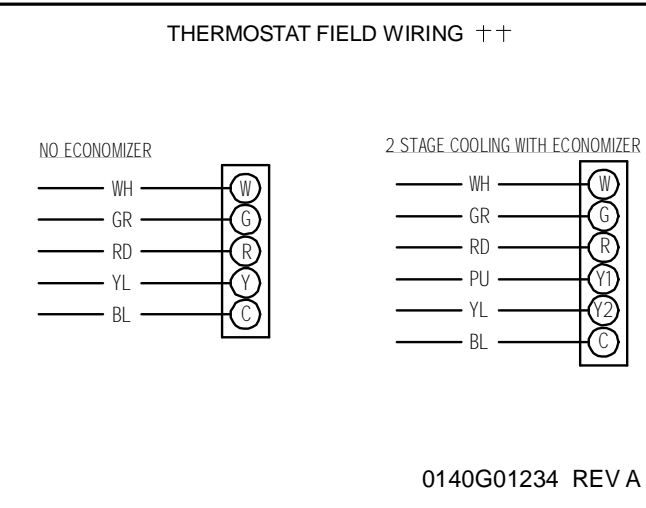 THERMOSTAT FIELD WIRING ++
NO ECONOMIZER
WH W
GR G
RD R
YL Y
BL C
2 STAGE COOLING WITH ECONOMIZER
WH W
GR G
RD R
PU Y1
YL Y2
BL C
0140G01234 REV A